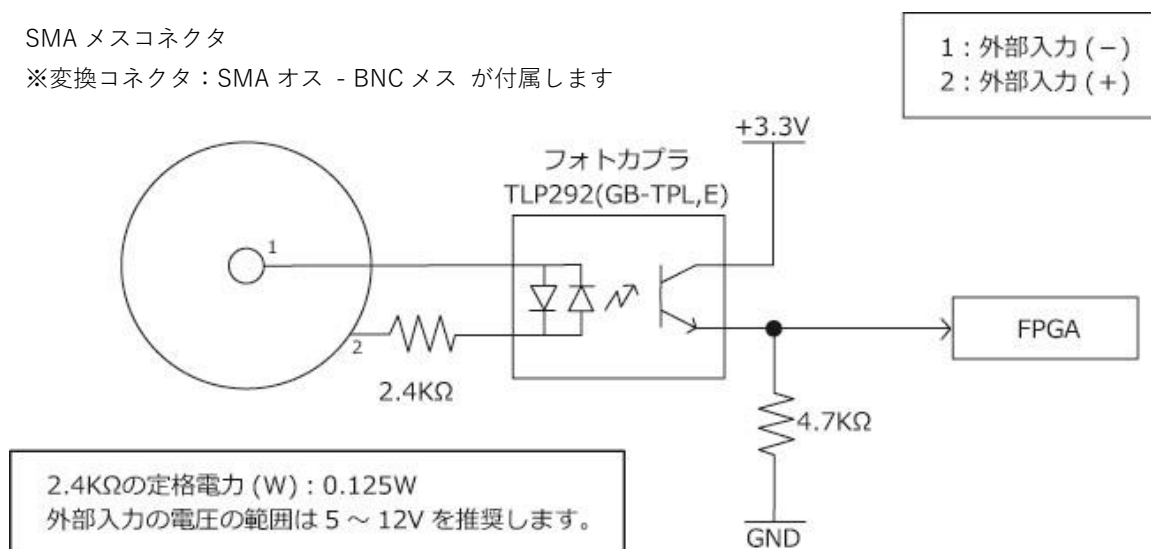 SMA メスコネクタ
※変換コネクタ：SMA オス - BNC メス が付属します
1：外部入力 (－)
2：外部入力 (＋)
+3.3V
フォトカプラ
TLP292(GB-TPL,E)
1
2
2.4KΩ
FPGA
4.7KΩ
GND
2.4KΩの定格電力 (W)：0.125W
外部入力の電圧の範囲は 5 ～ 12V を推奨します。